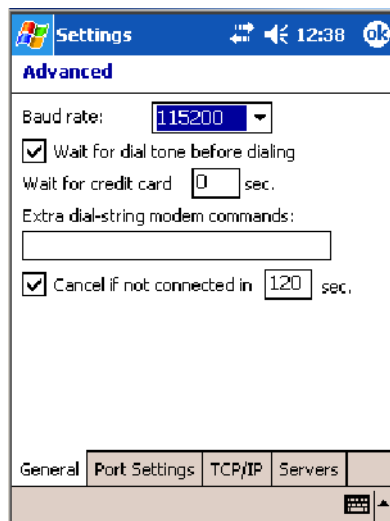 Settings 12:38 ok
Advanced
Baud rate: 115200
Wait for dial tone before dialing
Wait for credit card 0 sec.
Extra dial-string modem commands:
Cancel if not connected in 120 sec.
General Port Settings TCP/IP Servers